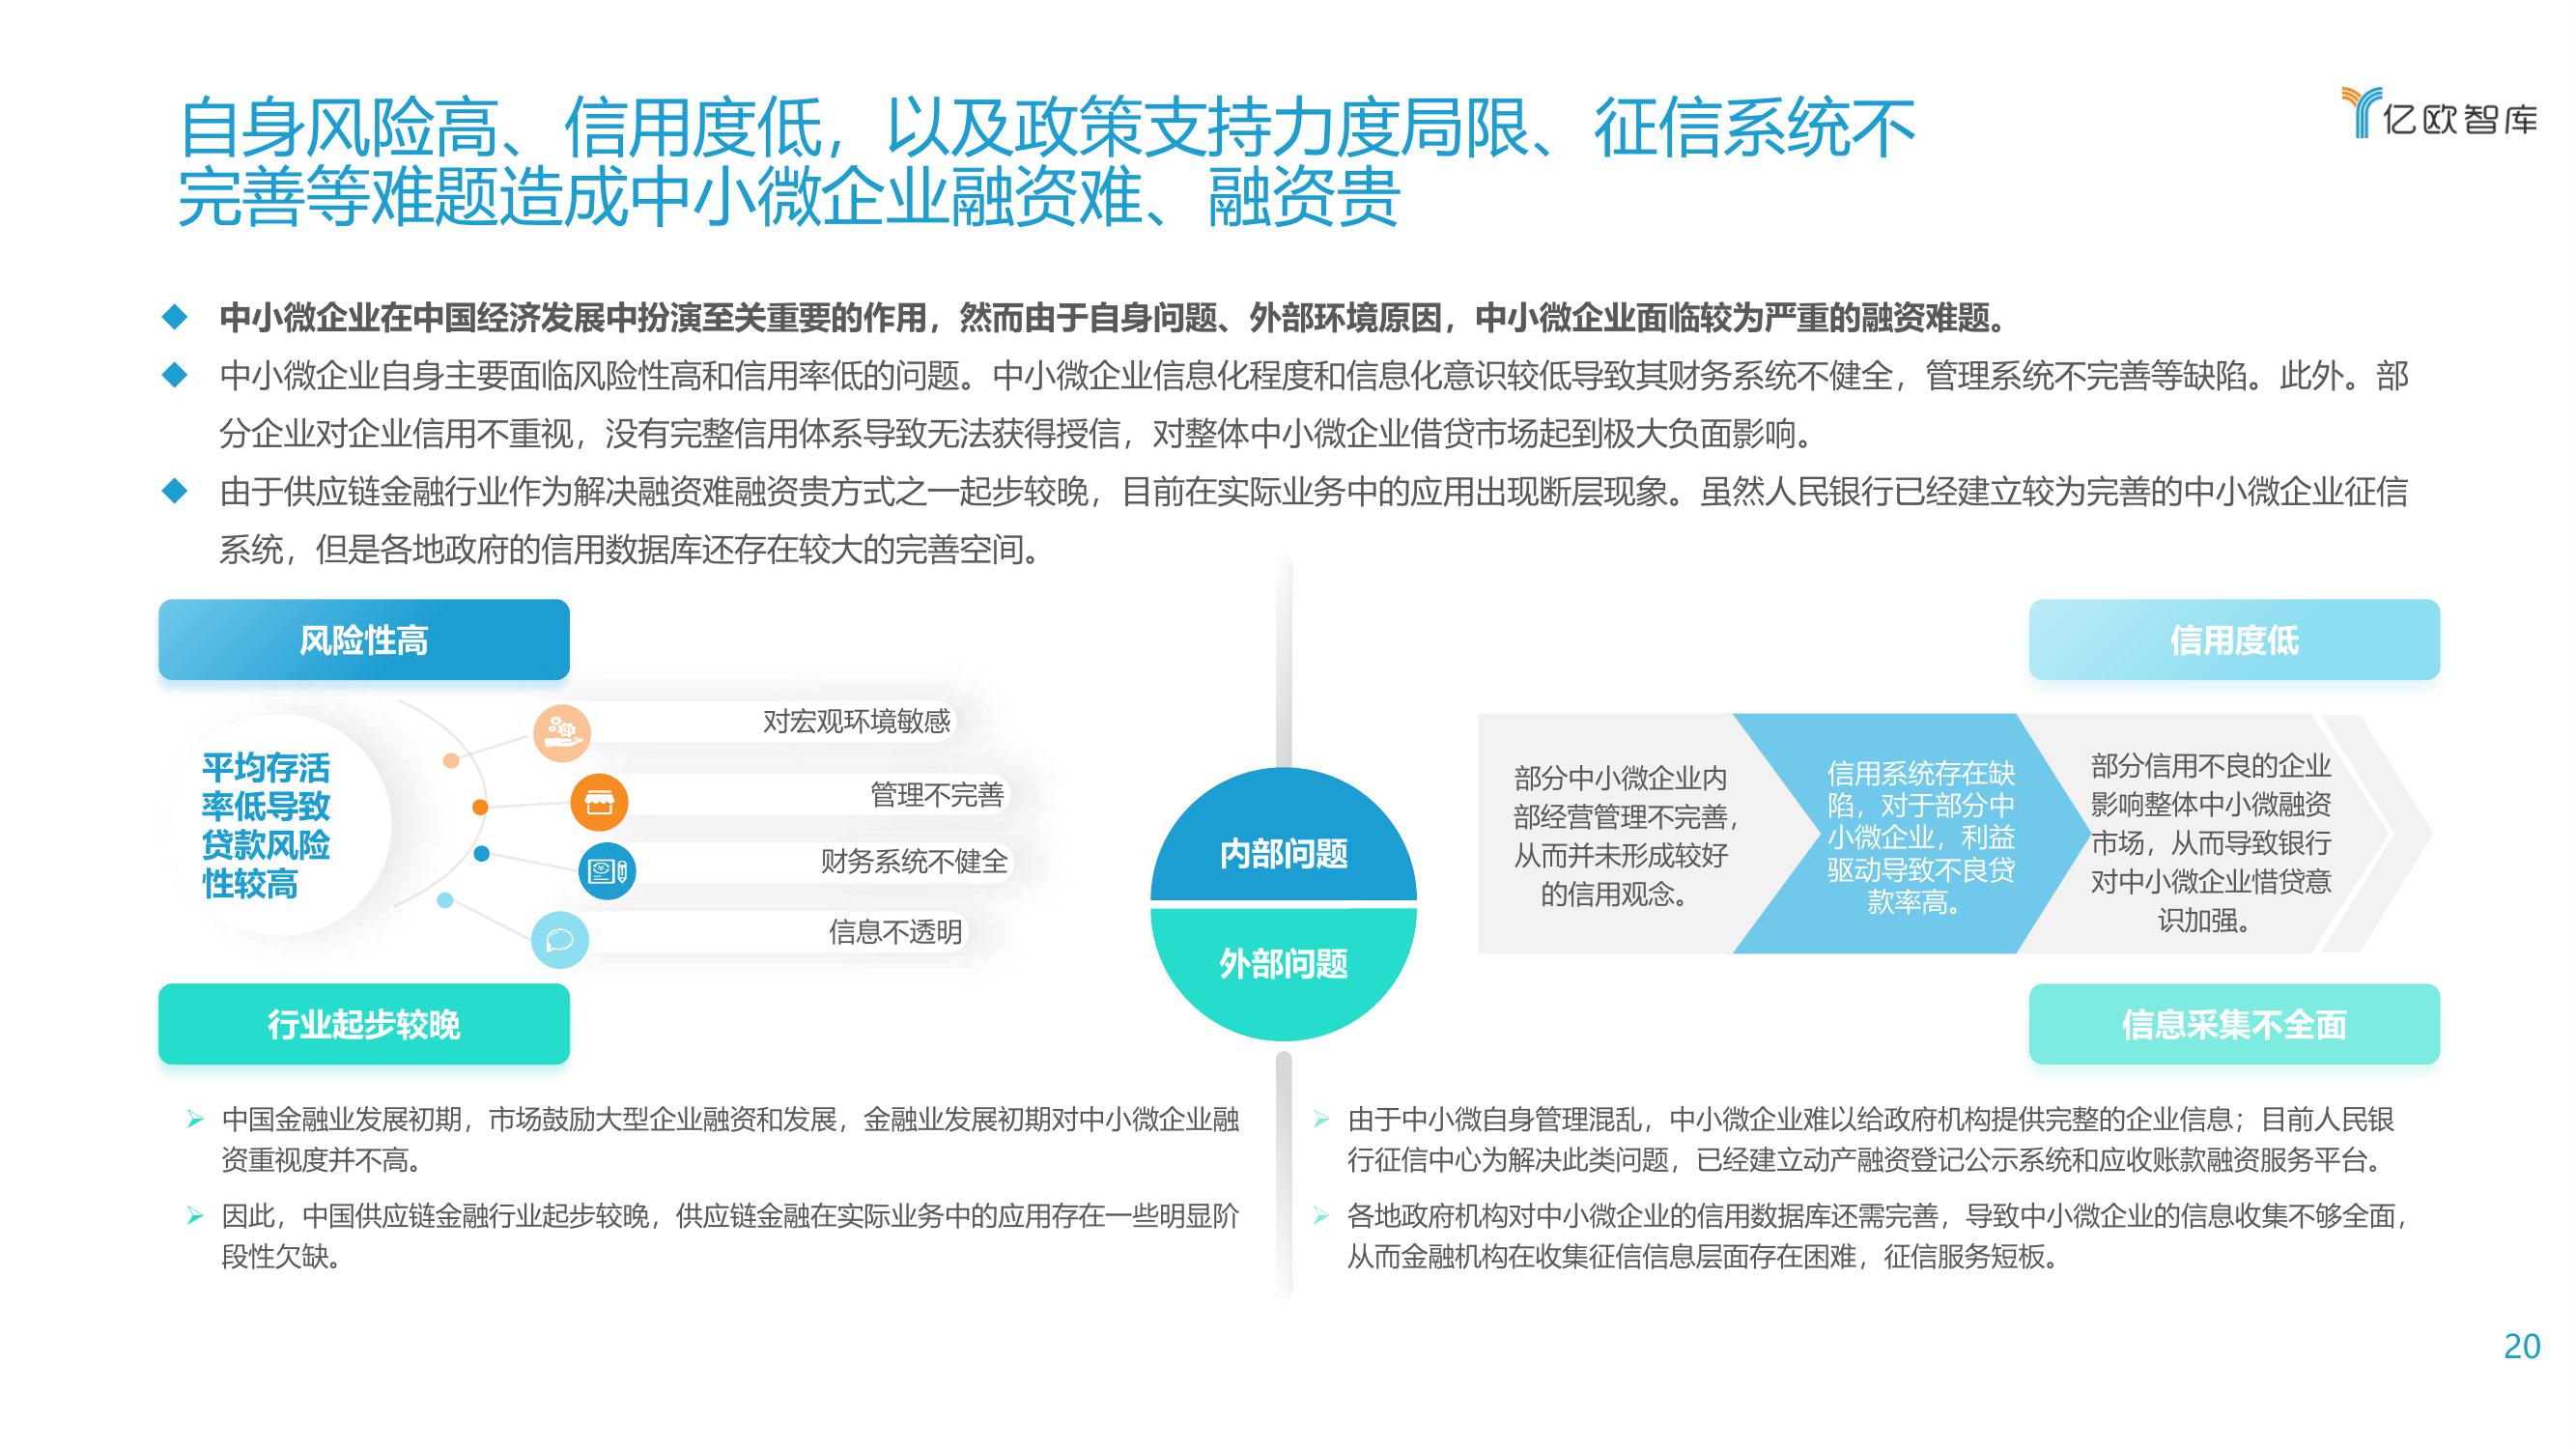 自身风险高、信用度低，以及政策支持力度局限、征信系统不
完善等难题造成中小微企业融资难、融资贵
亿欧智库
中小微企业在中国经济发展中扮演至关重要的作用，然而由于自身问题、外部环境原因，中小微企业面临较为严重的融资难题。
中小微企业自身主要面临风险性高和信用率低的问题。中小微企业信息化程度和信息化意识较低导致其财务系统不健全，管理系统不完善等缺陷。此外。部
分企业对企业信用不重视，没有完整信用体系导致无法获得授信，对整体中小微企业借贷市场起到极大负面影响。
由于供应链金融行业作为解决融资难融资贵方式之一起步较晚，目前在实际业务中的应用出现断层现象。虽然人民银行已经建立较为完善的中小微企业征信
系统，但是各地政府的信用数据库还存在较大的完善空间。
风险性高
平均存活
率低导致
贷款风险
性较高
对宏观环境敏感
管理不完善
财务系统不健全
信息不透明
内部问题
外部问题
信用度低
部分中小微企业内
部经营管理不完善，
从而并未形成较好
的信用观念。
信用系统存在缺
陷，对于部分中
小微企业，利益
驱动导致不良贷
款率高。
部分信用不良的企业
影响整体中小微融资
市场，从而导致银行
对中小微企业惜贷意
识加强。
行业起步较晚
中国金融业发展初期，市场鼓励大型企业融资和发展，金融业发展初期对中小微企业融
资重视度并不高。
因此，中国供应链金融行业起步较晚，供应链金融在实际业务中的应用存在一些明显阶
段性欠缺。
信息采集不全面
由于中小微自身管理混乱，中小微企业难以给政府机构提供完整的企业信息；目前人民银
行征信中心为解决此类问题，已经建立动产融资登记公示系统和应收账款融资服务平台。
各地政府机构对中小微企业的信用数据库还需完善，导致中小微企业的信息收集不够全面，
从而金融机构在收集征信信息层面存在困难，征信服务短板。
20